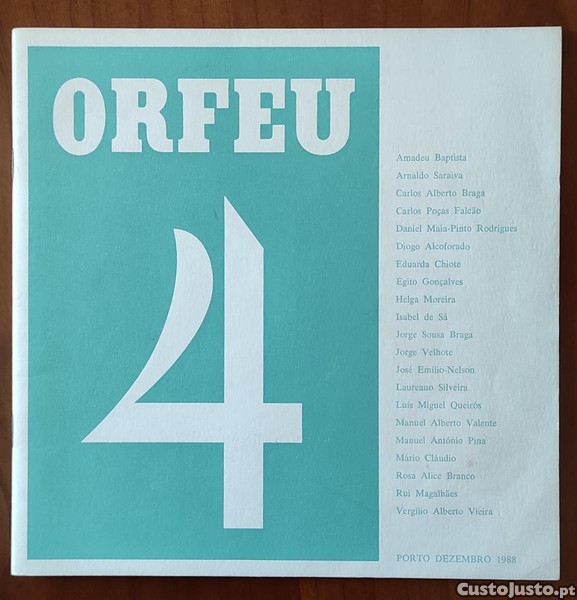 ORFEU
4
Amadeu Baptista
Arnaldo Saraiva
Carlos Alberto Braga
Carlos Poças Falcão
Daniel Maia-Pinto Rodrigues
Diogo Alcoforado
Eduarda Chiote
Egito Gonçalves
Helga Moreira
Isabel de Sá
Jorge Sousa Braga
Jorge Velhote
José Emílio-Nelson
Laureano Silveira
Luís Miguel Queirós
Manuel Alberto Valente
Manuel António Pina
Mário Cláudio
Rosa Alice Branco
Rui Magalhães
Vergílio Alberto Vieira
PORTO DEZEMBRO 1988
CustoJusto.pt